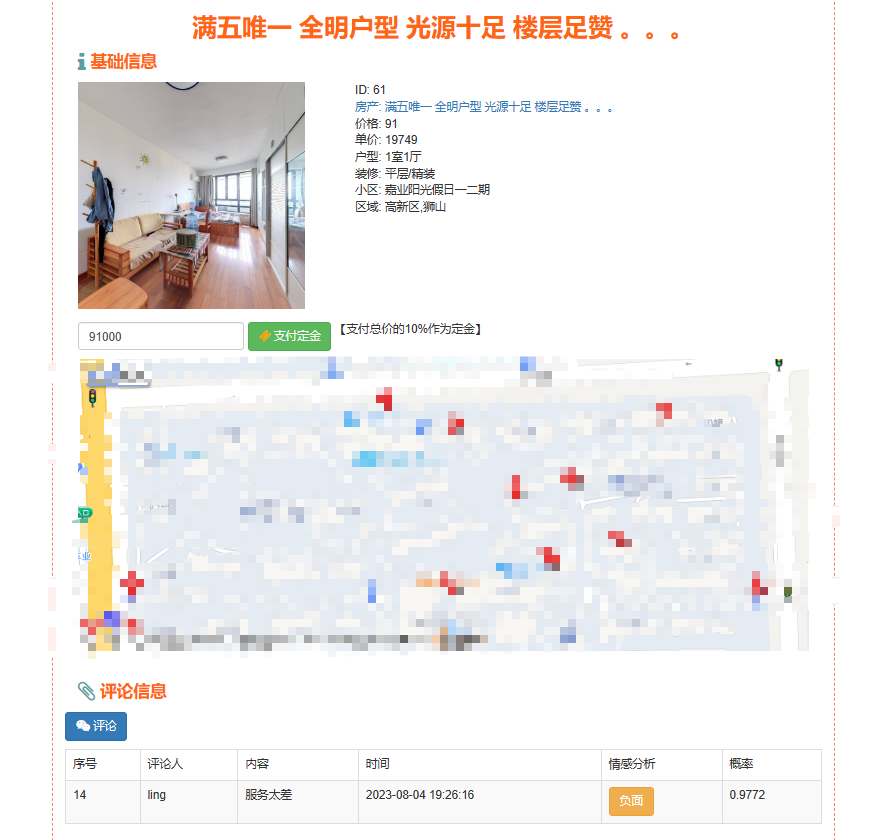 满五唯一 全明户型 光源十足 楼层足赞 。。。
基础信息
ID: 61
房产: 满五唯一 全明户型 光源十足 楼层足赞 。。。
价格: 91
单价: 19749
户型: 1室1厅
装修: 平层/精装
小区: 嘉业阳光假日一二期
区域: 高新区,狮山
91000 支付定金 【支付总价的10%作为定金】
评论信息
评论
序号 评论人 内容 时间 情感分析 概率
14 ling 服务太差 2023-08-04 19:26:16 负面 0.9772